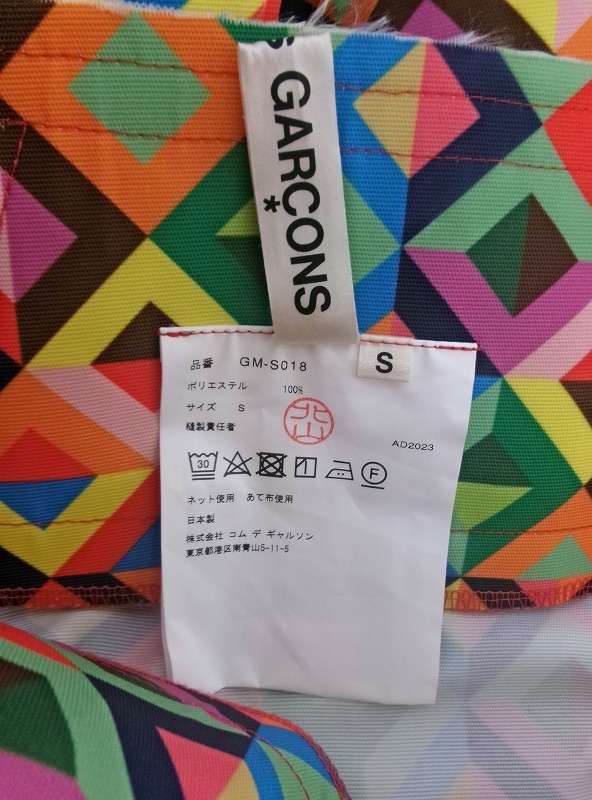 S GARÇONS
S
品番 GM-S018
ポリエステル 100%
サイズ S
縫製責任者
北山
AD2023
30
F
ネット使用 あて布使用
日本製
株式会社 コム デ ギャルソン
東京都港区南青山5-11-5